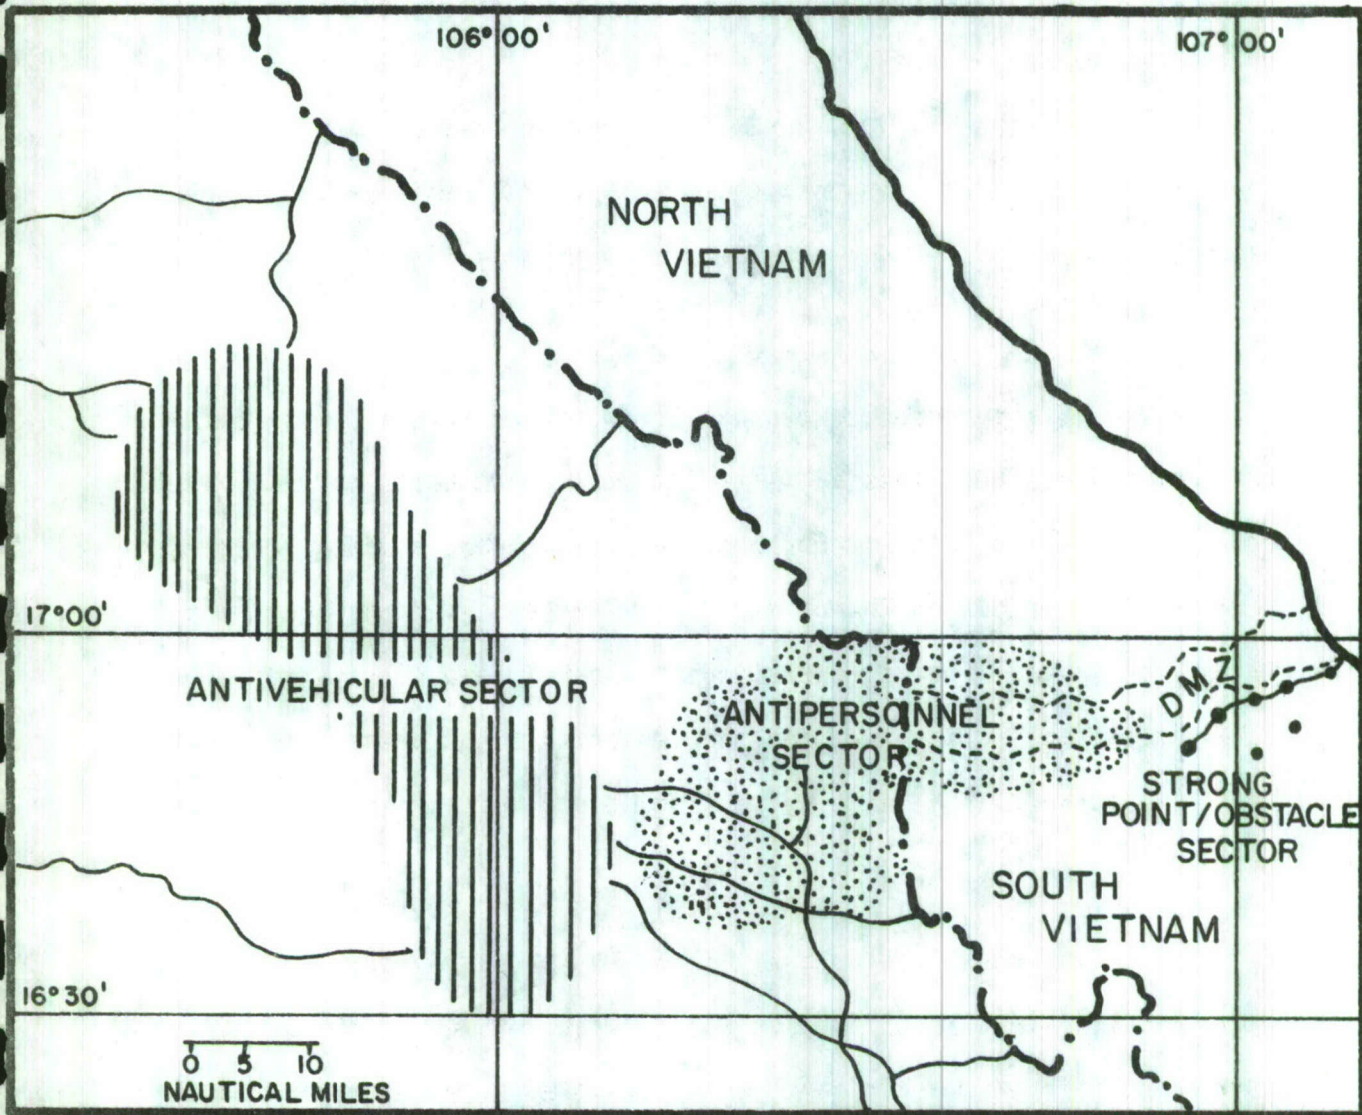 106°00'
107°00'
NORTH
VIETNAM
17°00'
ANTIVEHICULAR SECTOR
ANTIPERSONNEL
SECTOR
DMZ
STRONG
POINT/OBSTACLE
SECTOR
SOUTH
VIETNAM
16°30'
0 5 10
NAUTICAL MILES